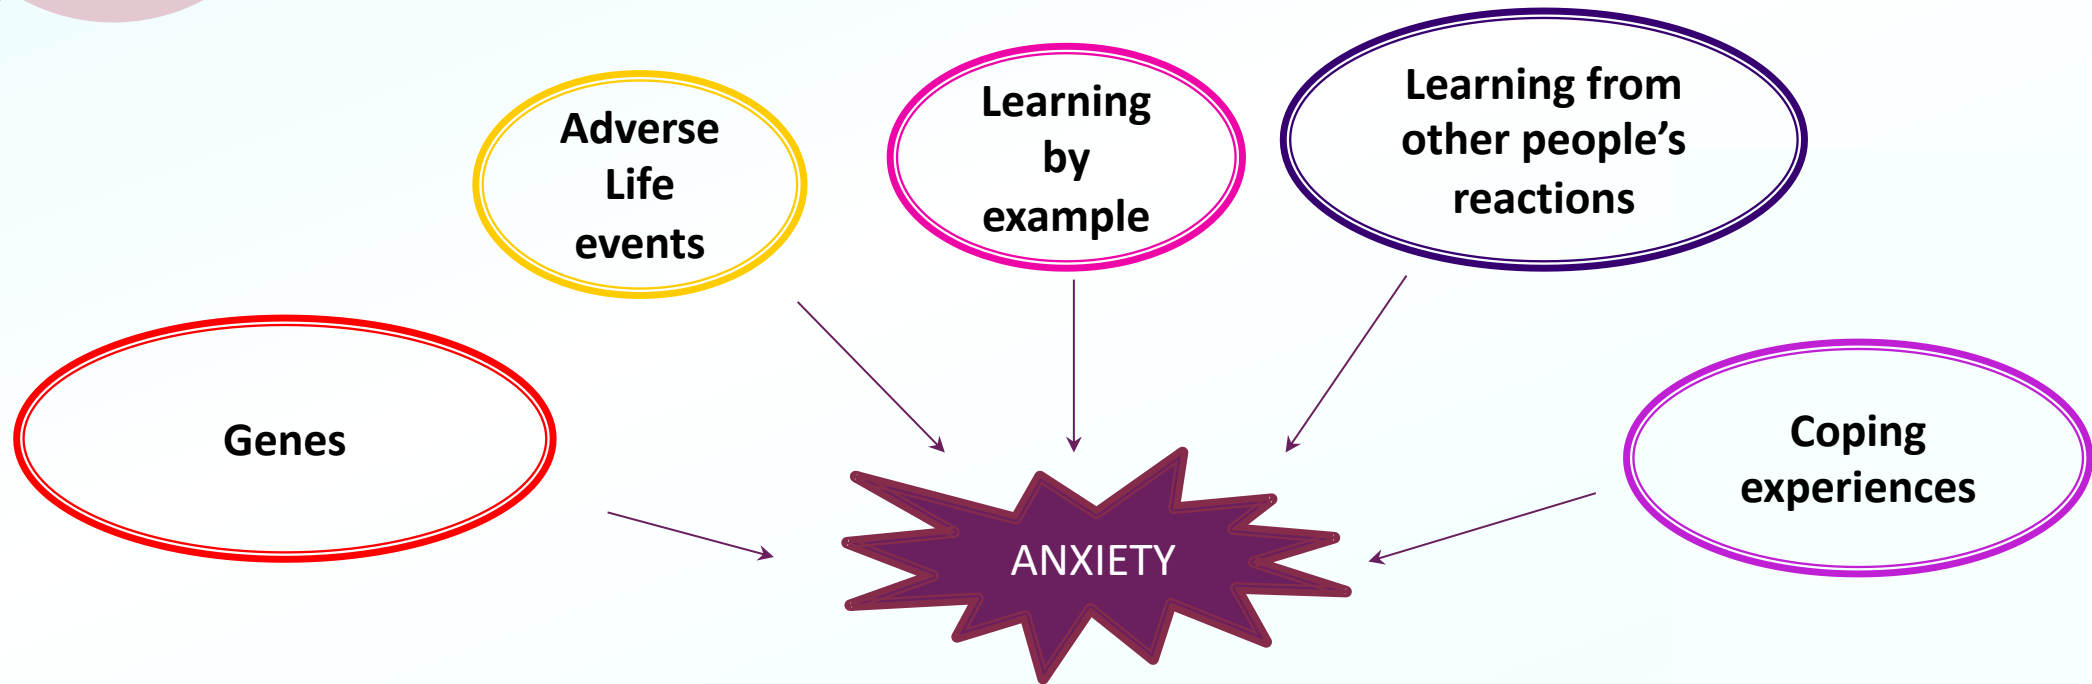 Adverse
Life
events
Learning
by
example
Learning from
other people’s
reactions
Genes
Coping
experiences
ANXIETY